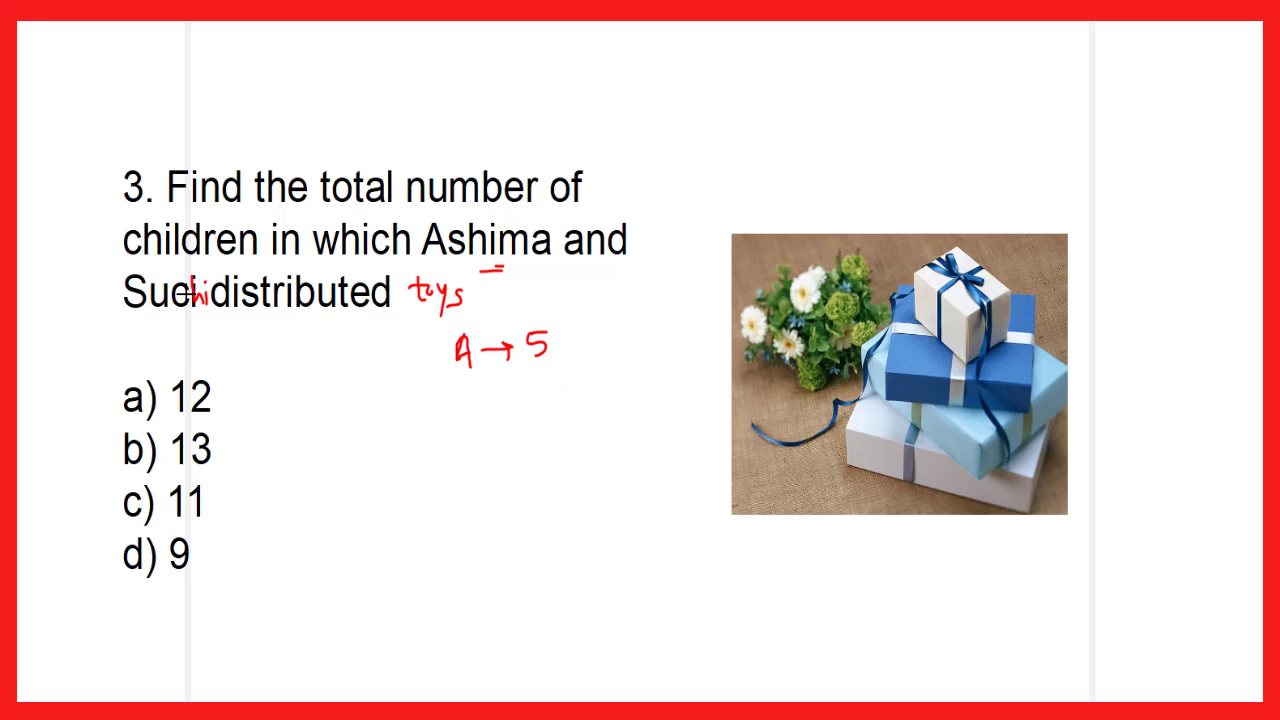 3. Find the total number of
children in which Ashima and
Suchi distributed toys
A → 5
a) 12
b) 13
c) 11
d) 9